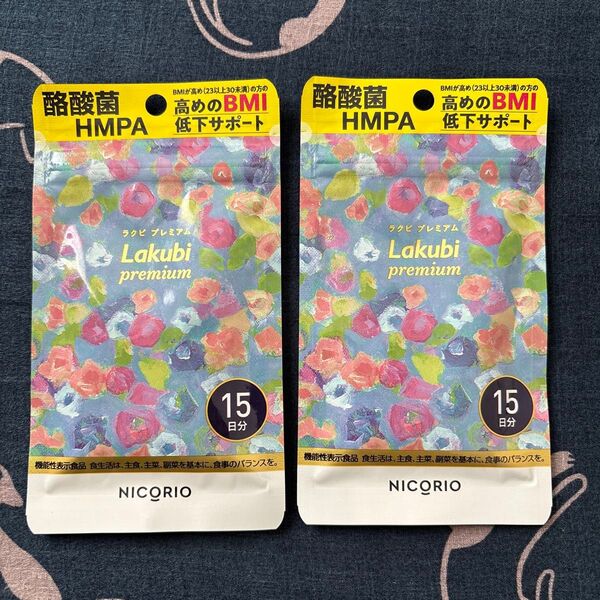 酪酸菌
HMPA
BMIが高め(23以上30未満)の方の
高めのBMI
低下サポート
ラクビ プレミアム
Lakubi
premium
15
日分
機能性表示食品 食生活は、主食、主菜、副菜を基本に、食事のバランスを。
NICORIO
酪酸菌
HMPA
BMIが高め(23以上30未満)の方の
高めのBMI
低下サポート
ラクビ プレミアム
Lakubi
premium
15
日分
機能性表示食品 食生活は、主食、主菜、副菜を基本に、食事のバランスを。
NICORIO